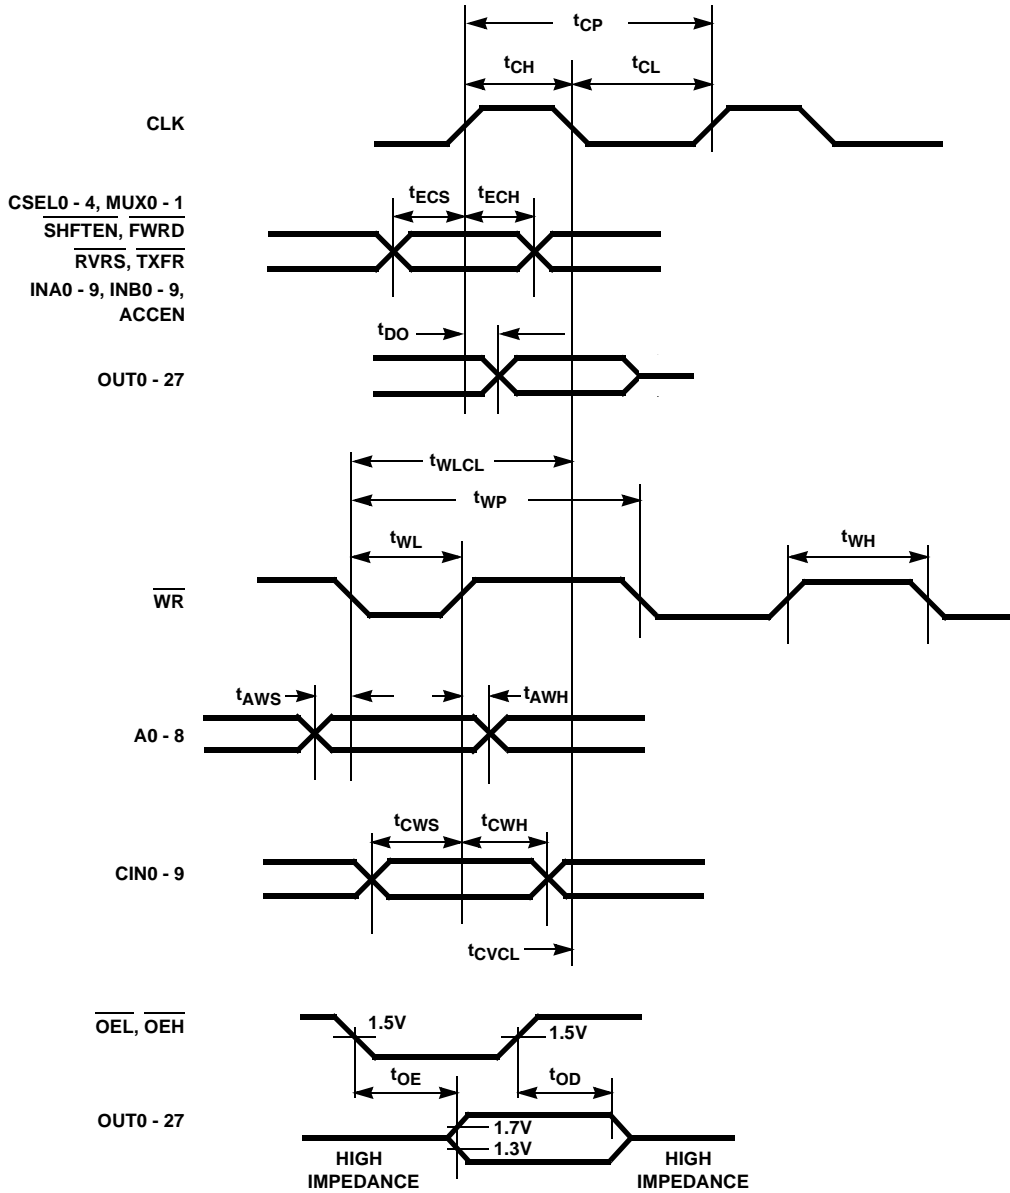 tCP
tCH
tCL
CLK
tECS
tECH
CSEL0 - 4, MUX0 - 1
SHFTEN, FWRD
RVRS, TXFR
INA0 - 9, INB0 - 9,
ACCEN
tDO
OUT0 - 27
tWLCL
tWP
tWL
tWH
WR
tAWS
tAWH
A0 - 8
tCWS
tCWH
CIN0 - 9
tCVCL
OEL, OEH
1.5V
1.5V
tOE
tOD
OUT0 - 27
1.7V
1.3V
HIGH
IMPEDANCE
HIGH
IMPEDANCE